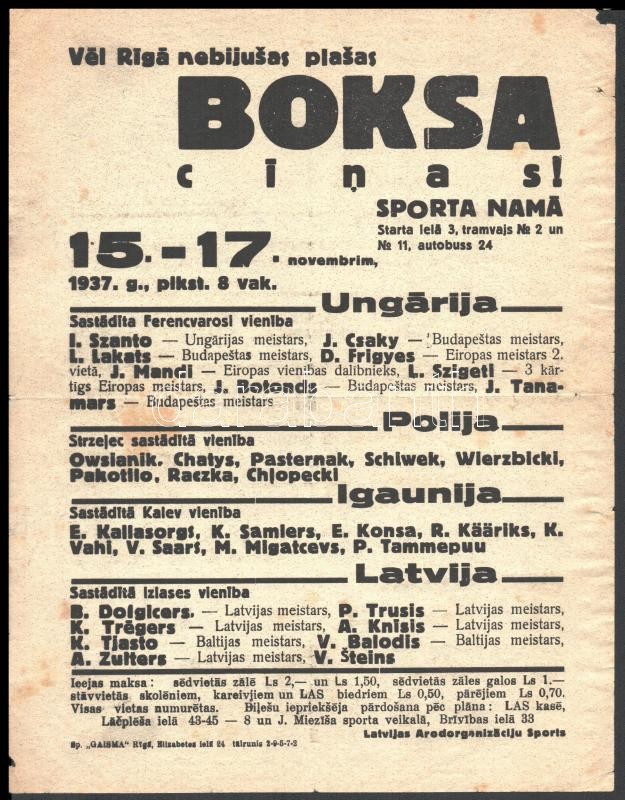 Vēl Rīgā nebijušas plašas
BOKSA
cīņas!
SPORTA NAMĀ
Starta ielā 3, tramvajs № 2 un
№ 11, autobuss 24
15.-17. novembrim,
1937. g., plkst. 8 vak.
Ungārija
Sastādīta Ferencvarosi vienība
I. Szanto — Ungārijas meistars, J. Csaky — Budapeštas meistars,
L. Lakats — Budapeštas meistars, D. Frigyes — Eiropas meistars 2.
vietā, J. Mandi — Eiropas vienības dalībnieks, L. Szigeti — 3 kār-
tīgs Eiropas meistars, J. Bolonds — Budapeštas meistars, J. Tana-
mars — Budapeštas meistars
Polija
Strzelec sastādītā vienība
Owsianik, Chatys, Pasternak, Schiwek, Wierzbicki,
Pakotilo, Raczka, Chļopecki
Igaunija
Sastādītā Kalev vienība
E. Kallasorgs, K. Samiers, E. Konsa, R. Kääriks, K.
Vahi, V. Saars, M. Migatcevs, P. Tammepuu
Latvija
Sastādītā izlases vienība
B. Dolgicers, — Latvijas meistars, P. Trusis — Latvijas meistars,
K. Trēgers — Latvijas meistars, A. Knisis — Latvijas meistars,
K. Tjasto — Baltijas meistars, V. Balodis — Baltijas meistars,
A. Zulters — Latvijas meistars, V. Šteins
Ieejas maksa: sēdvietās zālē Ls 2,— un Ls 1,50, sēdvietās zāles galos Ls 1.—
stāvvietās skolēniem, kareivjiem un LAS biedriem Ls 0,50, pārējiem Ls 0,70.
Visas vietas numurētas. Biļešu iepriekšēja pārdošana pēc plāna: LAS kasē,
Lāčplēša ielā 43-45 — 8 un J. Miezīša sporta veikalā, Brīvības ielā 33
Latvijas Arodorganizāciju Sports
Sp. „GAISMA" Rīgā, Elizabetes ielā 24 tālrunis 2-9-5-7-2